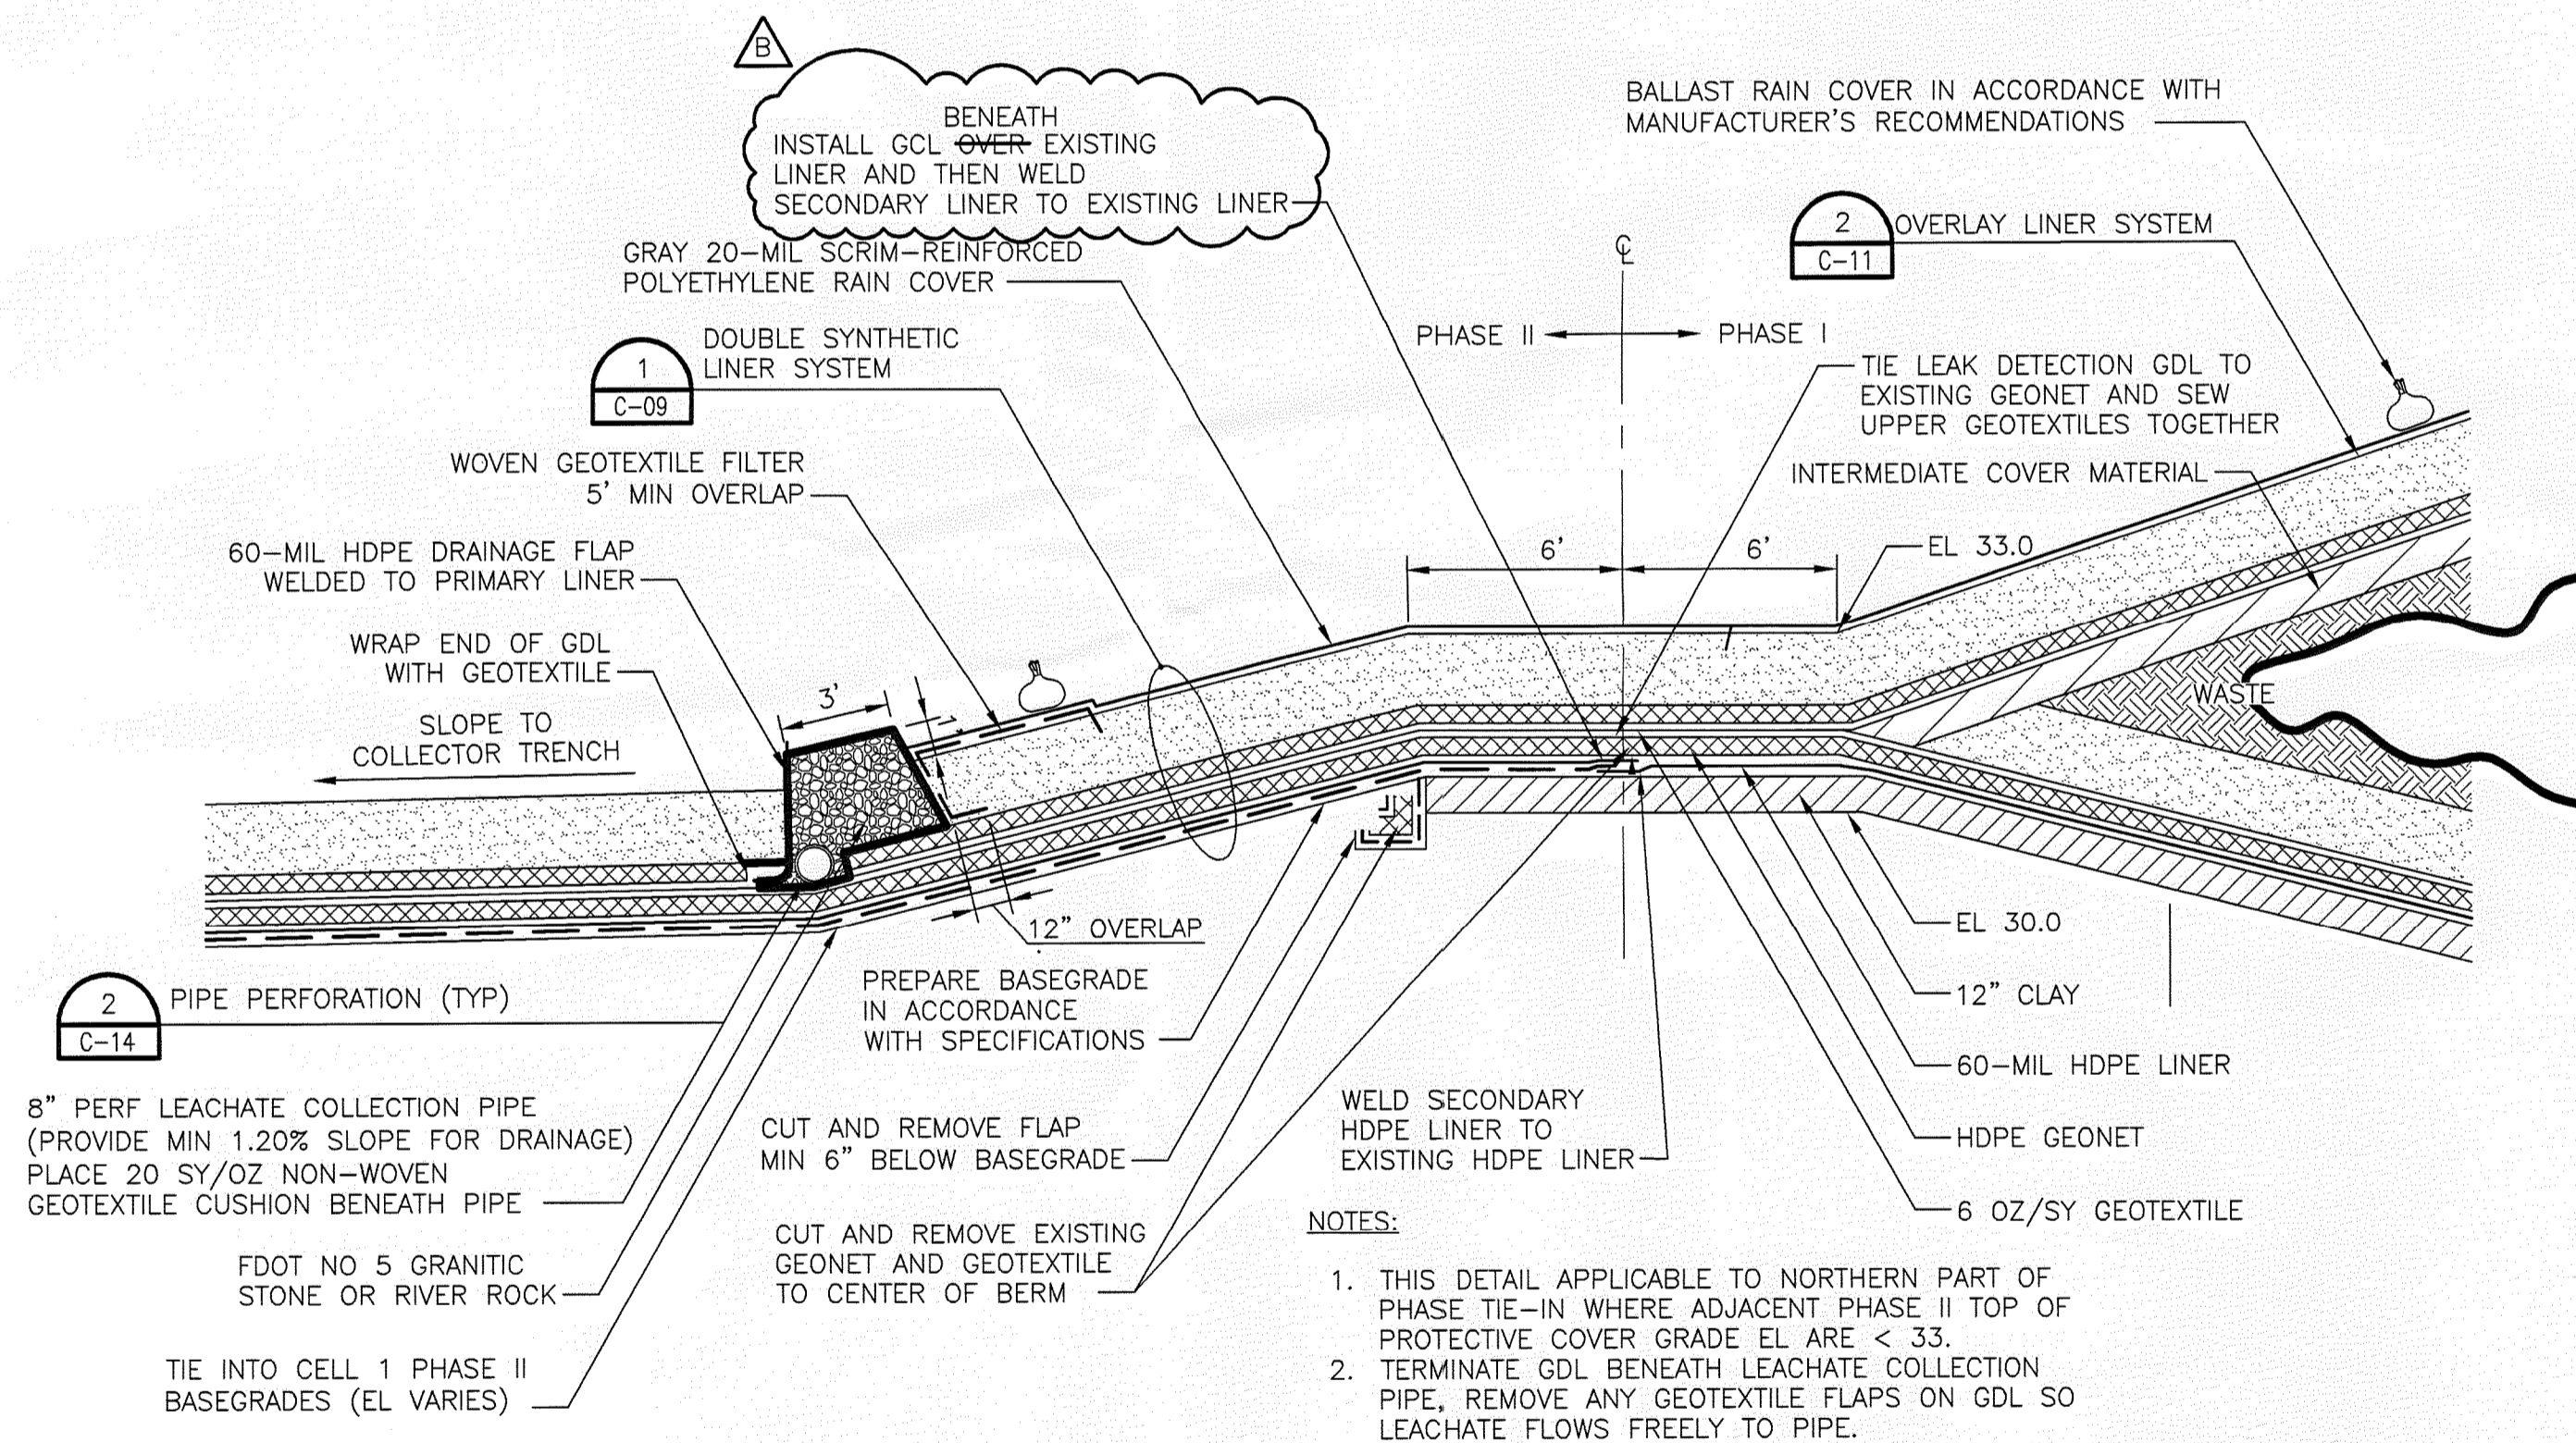 B
BENEATH
INSTALL GCL OVER EXISTING
LINER AND THEN WELD
SECONDARY LINER TO EXISTING LINER
GRAY 20-MIL SCRIM-REINFORCED
POLYETHYLENE RAIN COVER
1
C-09
DOUBLE SYNTHETIC
LINER SYSTEM
WOVEN GEOTEXTILE FILTER
5' MIN OVERLAP
60-MIL HDPE DRAINAGE FLAP
WELDED TO PRIMARY LINER
WRAP END OF GDL
WITH GEOTEXTILE
SLOPE TO
COLLECTOR TRENCH
3'
1'
BALLAST RAIN COVER IN ACCORDANCE WITH
MANUFACTURER'S RECOMMENDATIONS
2
C-11
OVERLAY LINER SYSTEM
CL
PHASE II
PHASE I
TIE LEAK DETECTION GDL TO
EXISTING GEONET AND SEW
UPPER GEOTEXTILES TOGETHER
INTERMEDIATE COVER MATERIAL
6'
6'
EL 33.0
WASTE
12" OVERLAP
EL 30.0
12" CLAY
60-MIL HDPE LINER
HDPE GEONET
6 OZ/SY GEOTEXTILE
2
C-14
PIPE PERFORATION (TYP)
PREPARE BASEGRADE
IN ACCORDANCE
WITH SPECIFICATIONS
8" PERF LEACHATE COLLECTION PIPE
(PROVIDE MIN 1.20% SLOPE FOR DRAINAGE)
PLACE 20 SY/OZ NON-WOVEN
GEOTEXTILE CUSHION BENEATH PIPE
CUT AND REMOVE FLAP
MIN 6" BELOW BASEGRADE
WELD SECONDARY
HDPE LINER TO
EXISTING HDPE LINER
FDOT NO 5 GRANITIC
STONE OR RIVER ROCK
CUT AND REMOVE EXISTING
GEONET AND GEOTEXTILE
TO CENTER OF BERM
TIE INTO CELL 1 PHASE II
BASEGRADES (EL VARIES)
NOTES:
1. THIS DETAIL APPLICABLE TO NORTHERN PART OF
PHASE TIE-IN WHERE ADJACENT PHASE II TOP OF
PROTECTIVE COVER GRADE EL ARE < 33.
2. TERMINATE GDL BENEATH LEACHATE COLLECTION
PIPE, REMOVE ANY GEOTEXTILE FLAPS ON GDL SO
LEACHATE FLOWS FREELY TO PIPE.